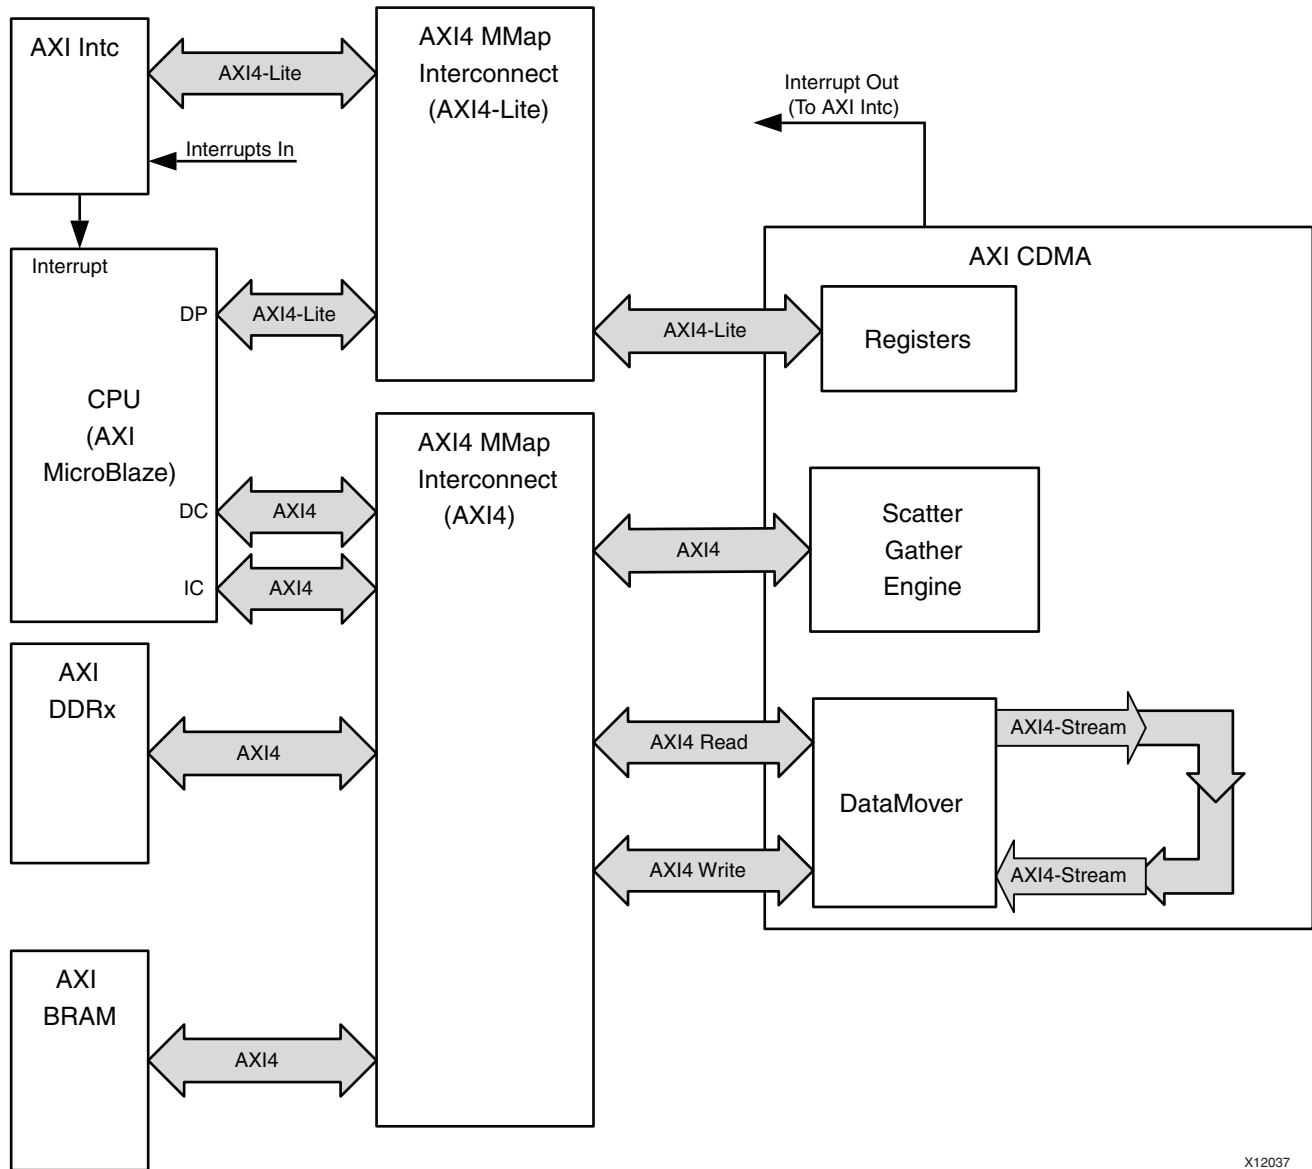 AXI Intc
AXI4-Lite
AXI4 MMap
Interconnect
(AXI4-Lite)
Interrupt Out
(To AXI Intc)
Interrupts In
Interrupt
DP
AXI4-Lite
AXI4-Lite
AXI CDMA
Registers
CPU
(AXI
MicroBlaze)
DC
AXI4
IC
AXI4
AXI4 MMap
Interconnect
(AXI4)
AXI4
Scatter
Gather
Engine
AXI
DDRx
AXI4
AXI4 Read
AXI4 Write
DataMover
AXI4-Stream
AXI4-Stream
AXI
BRAM
AXI4
X12037